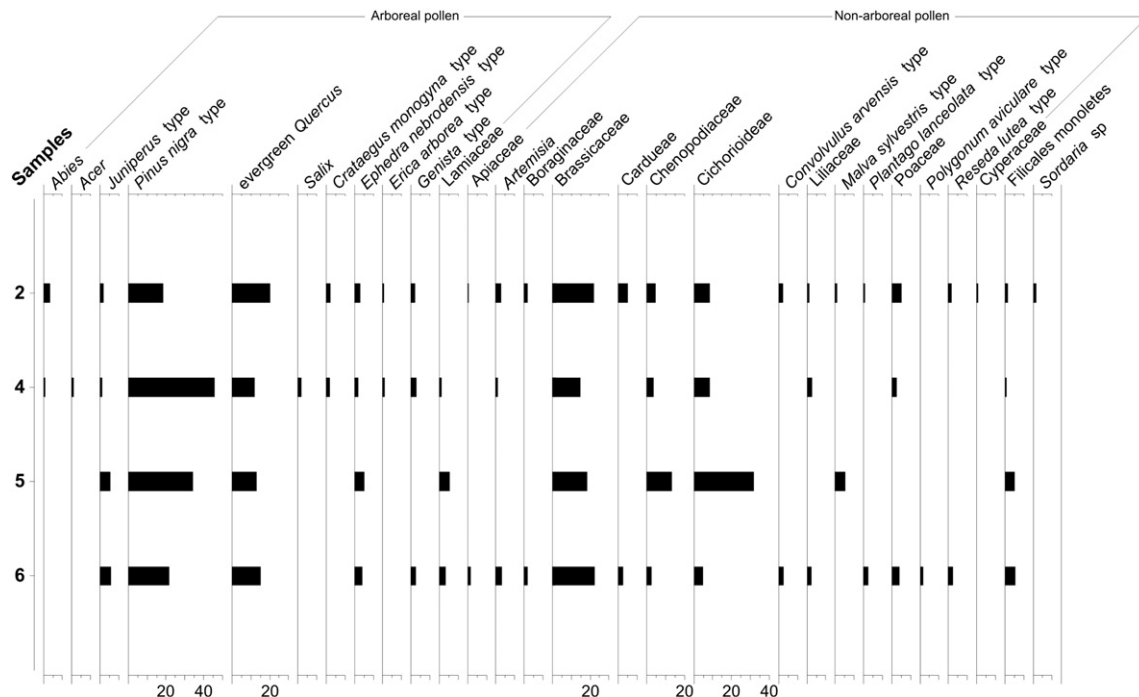 Arboreal pollen
Non-arboreal pollen
Samples
Abies
Acer
Juniperus type
Pinus nigra type
evergreen Quercus
Salix
Crataegus monogyna type
Ephedra nebrodensis type
Erica arborea type
Genista type
Lamiaceae
Apiaceae
Artemisia
Boraginaceae
Brassicaceae
Cardueae
Chenopodiaceae
Cichorioideae
Convolvulus arvensis type
Liliaceae
Malva sylvestris type
Plantago lanceolata type
Poaceae
Polygonum aviculare type
Reseda lutea type
Cyperaceae
Filicales monoletes
Sordaria sp
2
4
5
6
20 40 20 20 20 20 40